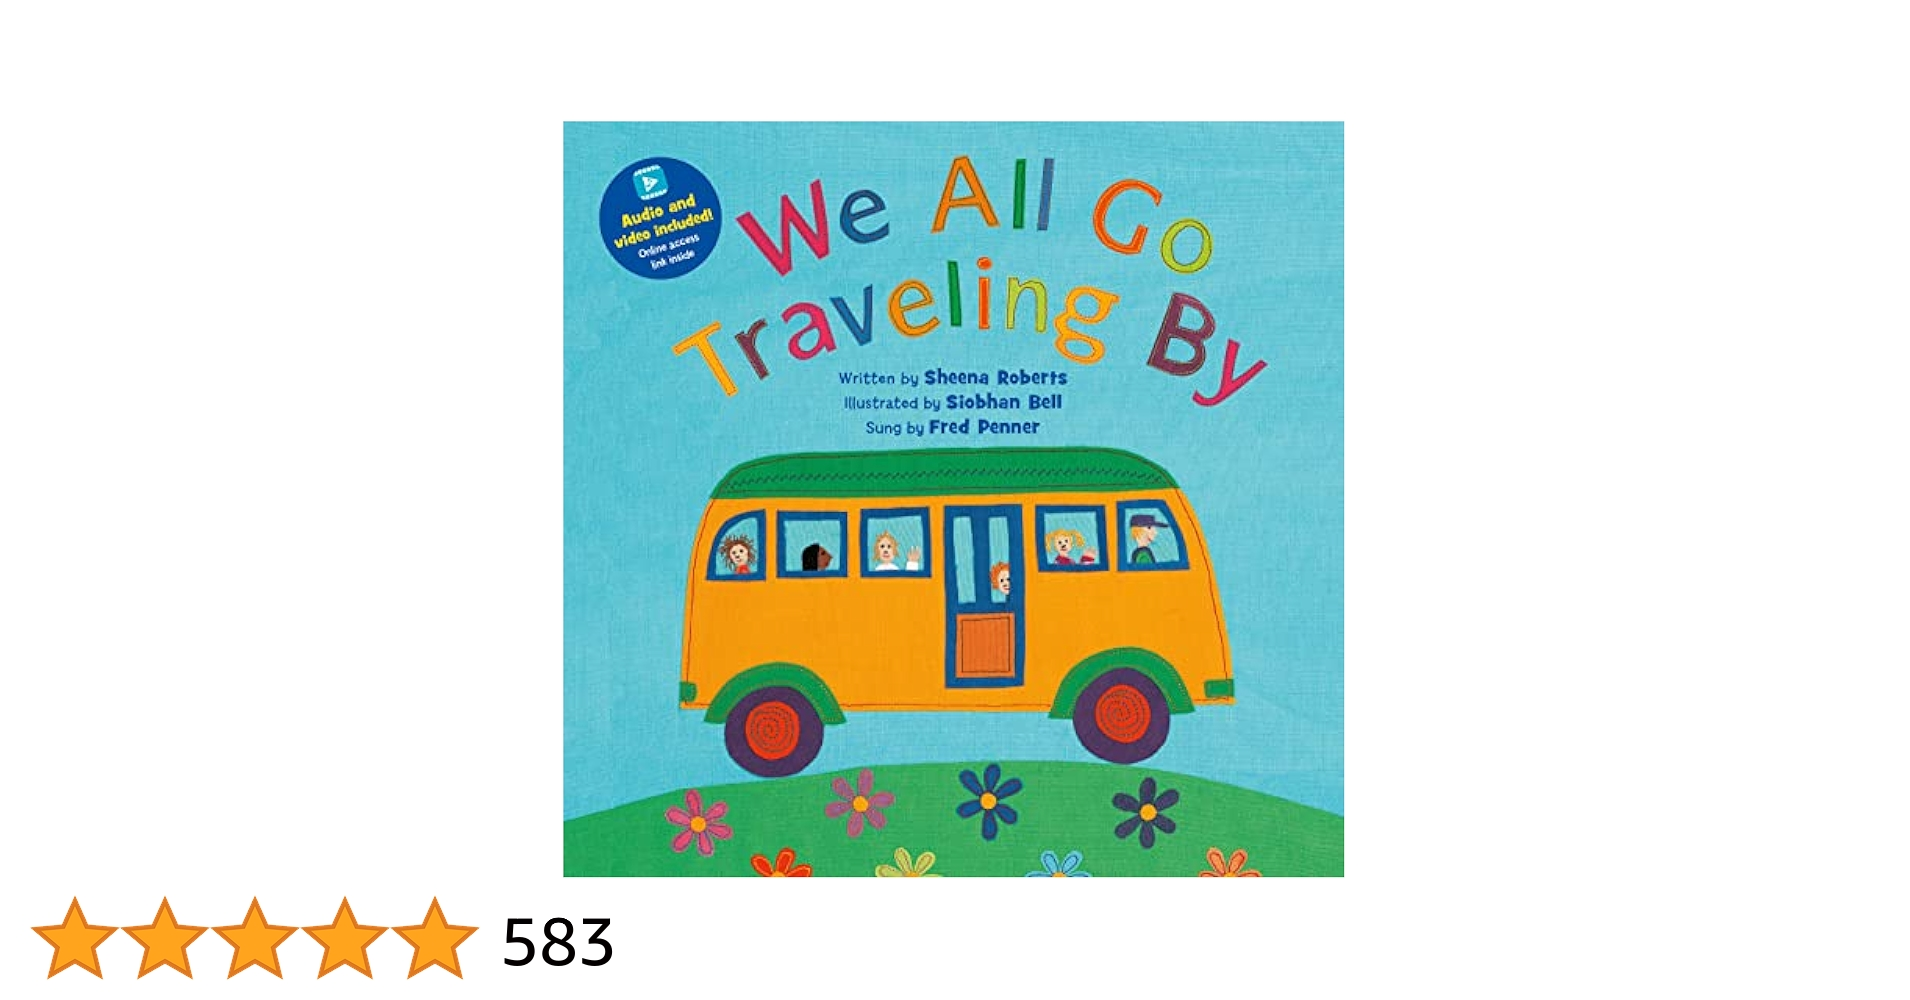 Audio and
video included!
Online access
link inside
We All Go
Traveling By
Written by Sheena Roberts
Illustrated by Siobhan Bell
Sung by Fred Penner
583